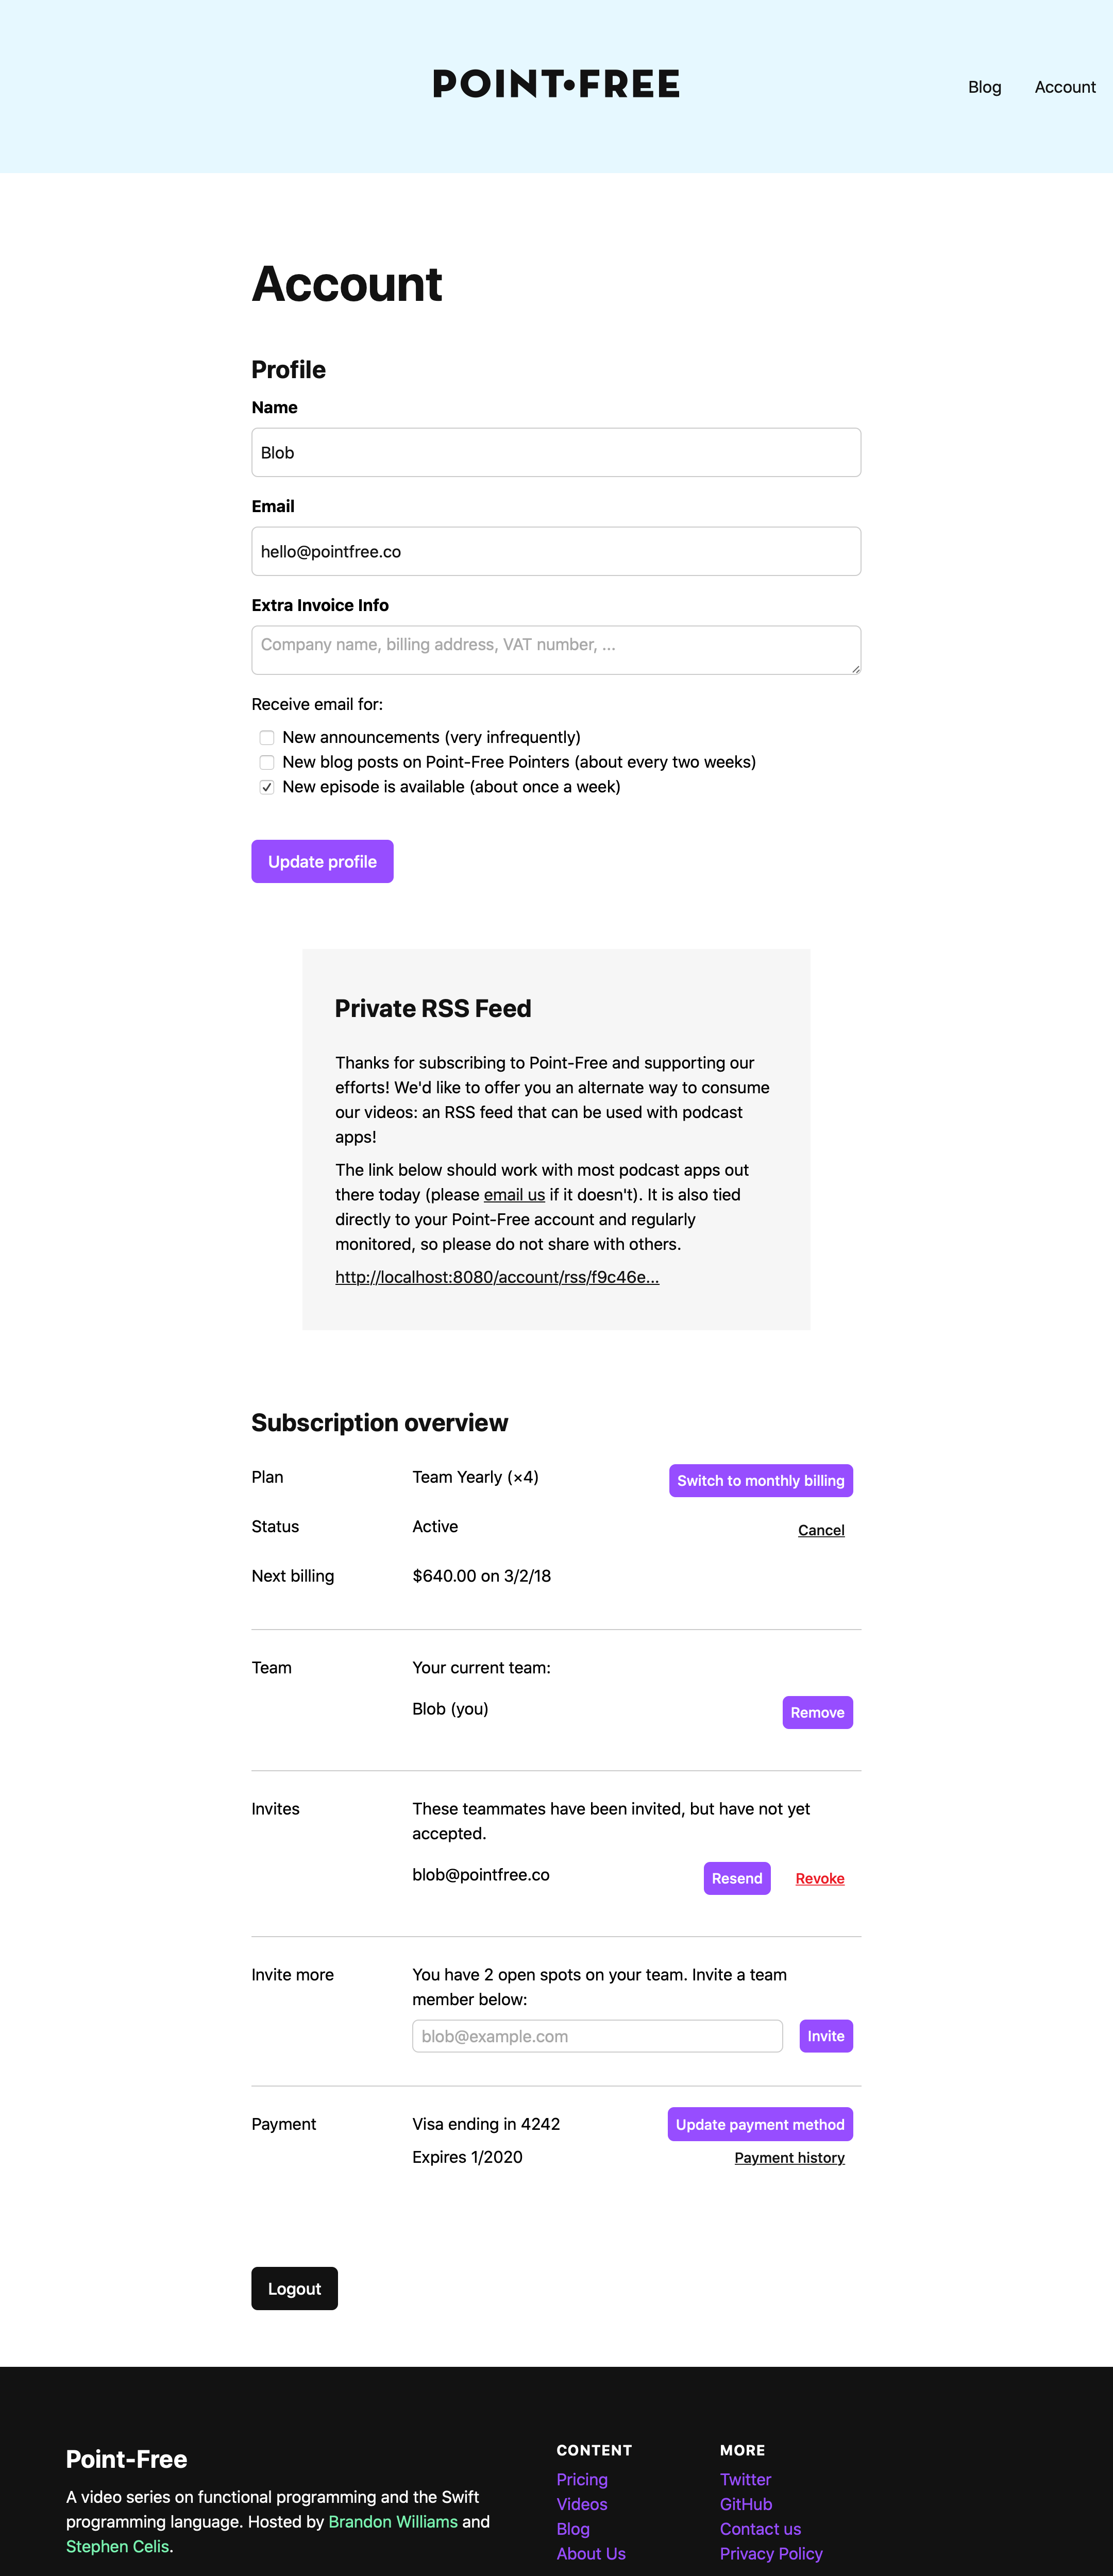 POINT•FREE
Blog
Account
Account
Profile
Name
Blob
Email
hello@pointfree.co
Extra Invoice Info
Company name, billing address, VAT number, ...
Receive email for:
New announcements (very infrequently)
New blog posts on Point-Free Pointers (about every two weeks)
New episode is available (about once a week)
Update profile
Private RSS Feed
Thanks for subscribing to Point-Free and supporting our
efforts! We'd like to offer you an alternate way to consume
our videos: an RSS feed that can be used with podcast
apps!
The link below should work with most podcast apps out
there today (please email us if it doesn't). It is also tied
directly to your Point-Free account and regularly
monitored, so please do not share with others.
http://localhost:8080/account/rss/f9c46e...
Subscription overview
Plan
Team Yearly (×4)
Switch to monthly billing
Status
Active
Cancel
Next billing
$640.00 on 3/2/18
Team
Your current team:
Blob (you)
Remove
Invites
These teammates have been invited, but have not yet
accepted.
blob@pointfree.co
Resend
Revoke
Invite more
You have 2 open spots on your team. Invite a team
member below:
blob@example.com
Invite
Payment
Visa ending in 4242
Update payment method
Expires 1/2020
Payment history
Logout
Point-Free
A video series on functional programming and the Swift
programming language. Hosted by Brandon Williams and
Stephen Celis.
CONTENT
Pricing
Videos
Blog
About Us
MORE
Twitter
GitHub
Contact us
Privacy Policy